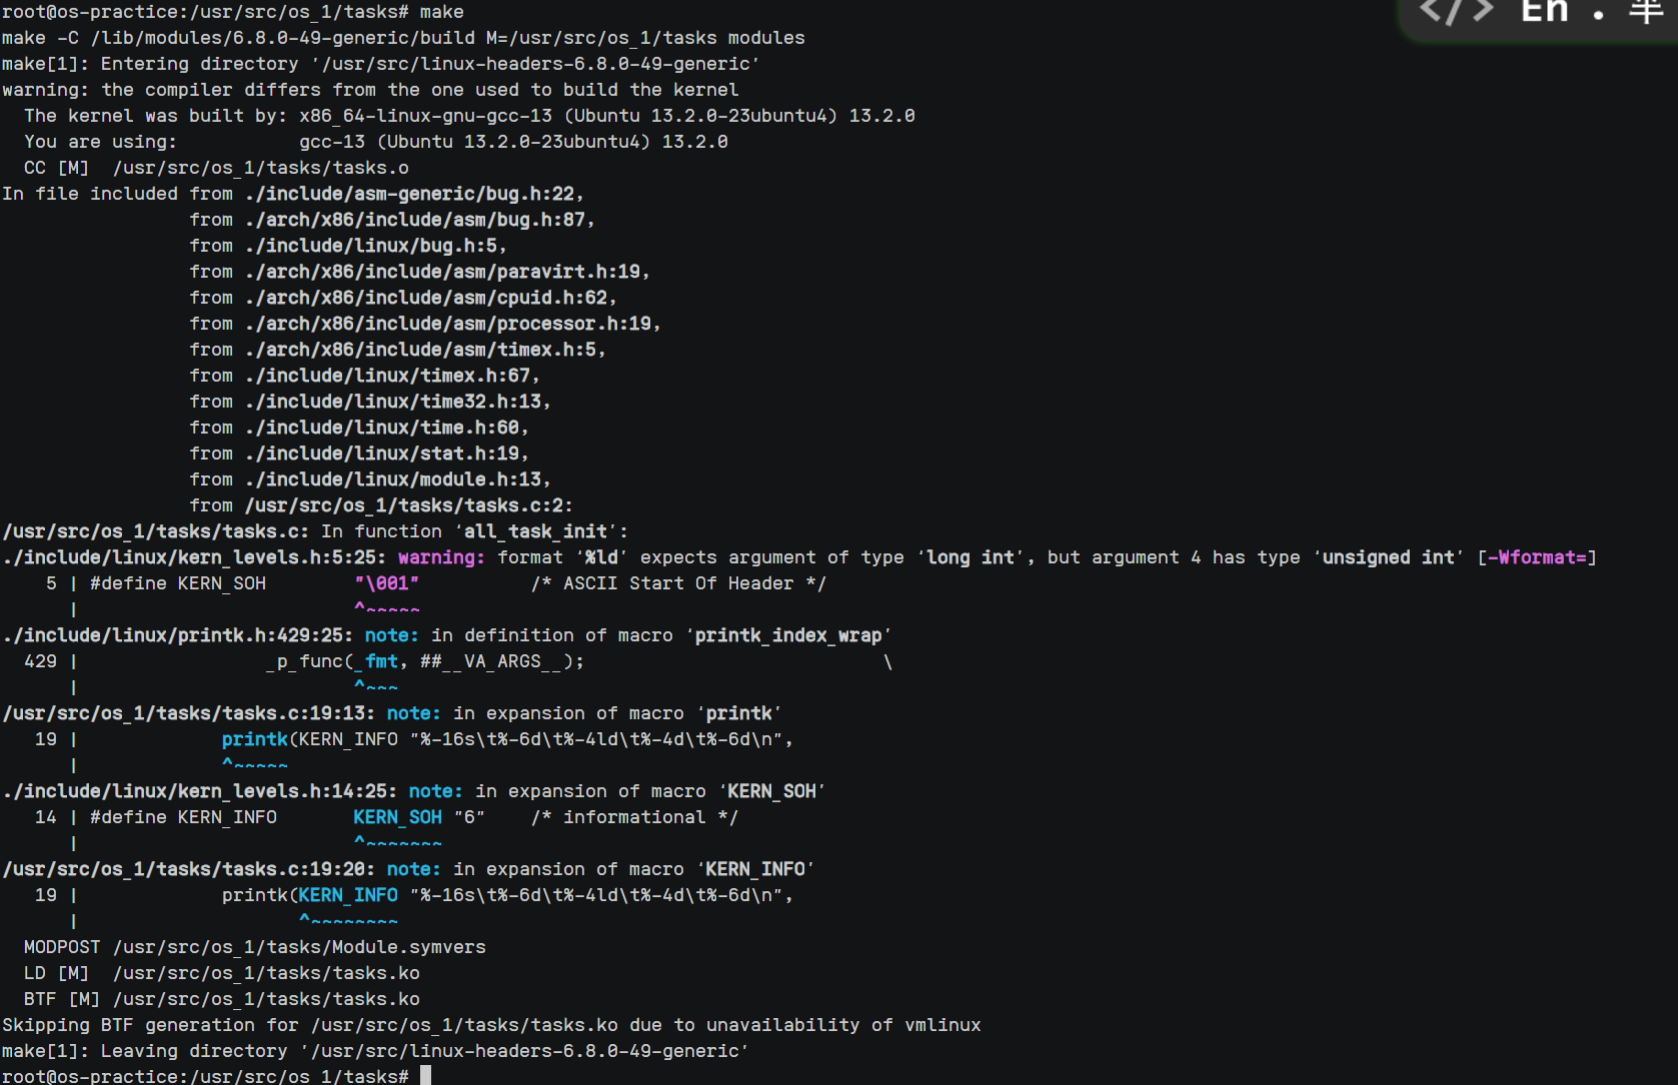 </> En . 半
root@os-practice:/usr/src/os_1/tasks# make
make -C /lib/modules/6.8.0-49-generic/build M=/usr/src/os_1/tasks modules
make[1]: Entering directory '/usr/src/linux-headers-6.8.0-49-generic'
warning: the compiler differs from the one used to build the kernel
  The kernel was built by: x86_64-linux-gnu-gcc-13 (Ubuntu 13.2.0-23ubuntu4) 13.2.0
  You are using:           gcc-13 (Ubuntu 13.2.0-23ubuntu4) 13.2.0
  CC [M]  /usr/src/os_1/tasks/tasks.o
In file included from ./include/asm-generic/bug.h:22,
                 from ./arch/x86/include/asm/bug.h:87,
                 from ./include/linux/bug.h:5,
                 from ./arch/x86/include/asm/paravirt.h:19,
                 from ./arch/x86/include/asm/cpuid.h:62,
                 from ./arch/x86/include/asm/processor.h:19,
                 from ./arch/x86/include/asm/timex.h:5,
                 from ./include/linux/timex.h:67,
                 from ./include/linux/time32.h:13,
                 from ./include/linux/time.h:60,
                 from ./include/linux/stat.h:19,
                 from ./include/linux/module.h:13,
                 from /usr/src/os_1/tasks/tasks.c:2:
/usr/src/os_1/tasks/tasks.c: In function ‘all_task_init’:
./include/linux/kern_levels.h:5:25: warning: format ‘%ld’ expects argument of type ‘long int’, but argument 4 has type ‘unsigned int’ [-Wformat=]
    5 | #define KERN_SOH        "\001"          /* ASCII Start Of Header */
      |                         ^~~~~~
./include/linux/printk.h:429:25: note: in definition of macro ‘printk_index_wrap’
  429 |                 _p_func(_fmt, ##__VA_ARGS__);                           \
      |                         ^~~~
/usr/src/os_1/tasks/tasks.c:19:13: note: in expansion of macro ‘printk’
   19 |             printk(KERN_INFO "%-16s\t%-6d\t%-4ld\t%-4d\t%-6d\n",
      |             ^~~~~~
./include/linux/kern_levels.h:14:25: note: in expansion of macro ‘KERN_SOH’
   14 | #define KERN_INFO       KERN_SOH "6"    /* informational */
      |                         ^~~~~~~~
/usr/src/os_1/tasks/tasks.c:19:20: note: in expansion of macro ‘KERN_INFO’
   19 |             printk(KERN_INFO "%-16s\t%-6d\t%-4ld\t%-4d\t%-6d\n",
      |                    ^~~~~~~~~
  MODPOST /usr/src/os_1/tasks/Module.symvers
  LD [M]  /usr/src/os_1/tasks/tasks.ko
  BTF [M] /usr/src/os_1/tasks/tasks.ko
Skipping BTF generation for /usr/src/os_1/tasks/tasks.ko due to unavailability of vmlinux
make[1]: Leaving directory '/usr/src/linux-headers-6.8.0-49-generic'
root@os-practice:/usr/src/os_1/tasks#